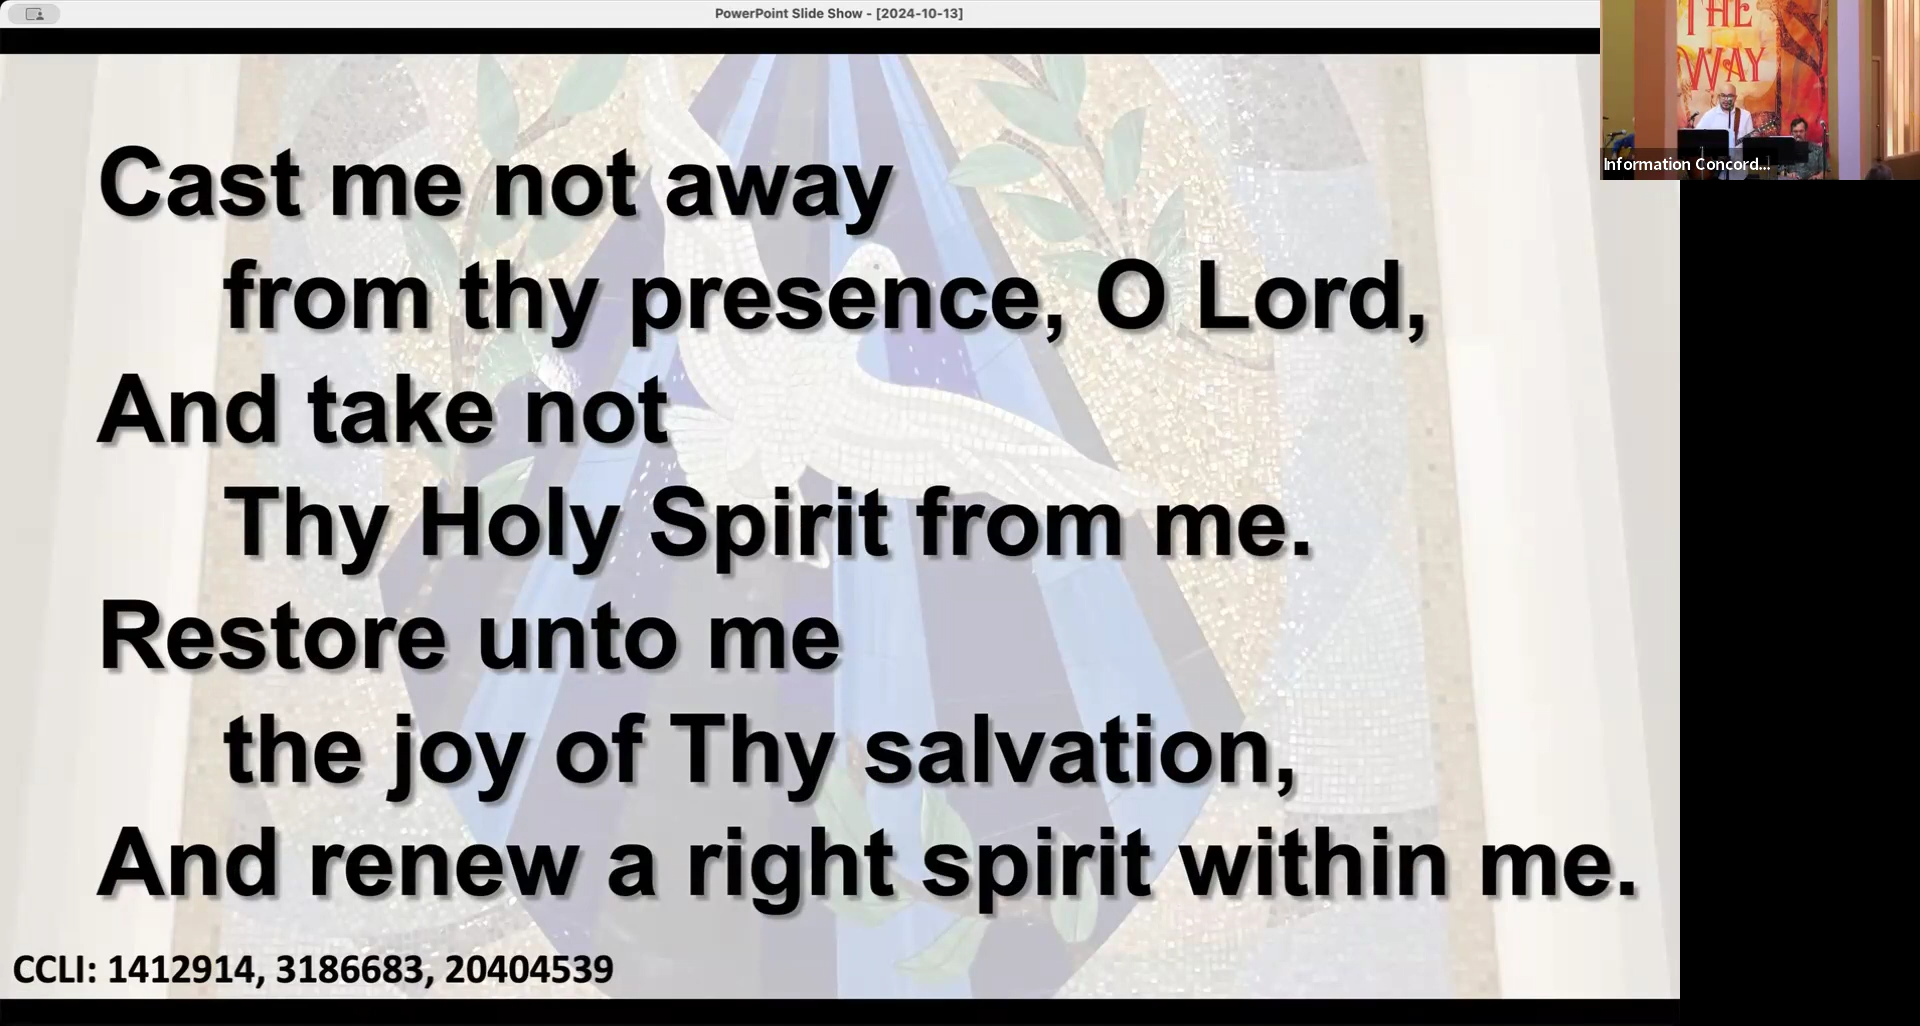 PowerPoint Slide Show - [2024-10-13]
THE
WAY
Information Concord...
Cast me not away
from thy presence, O Lord,
And take not
Thy Holy Spirit from me.
Restore unto me
the joy of Thy salvation,
And renew a right spirit within me.
CCLI: 1412914, 3186683, 20404539